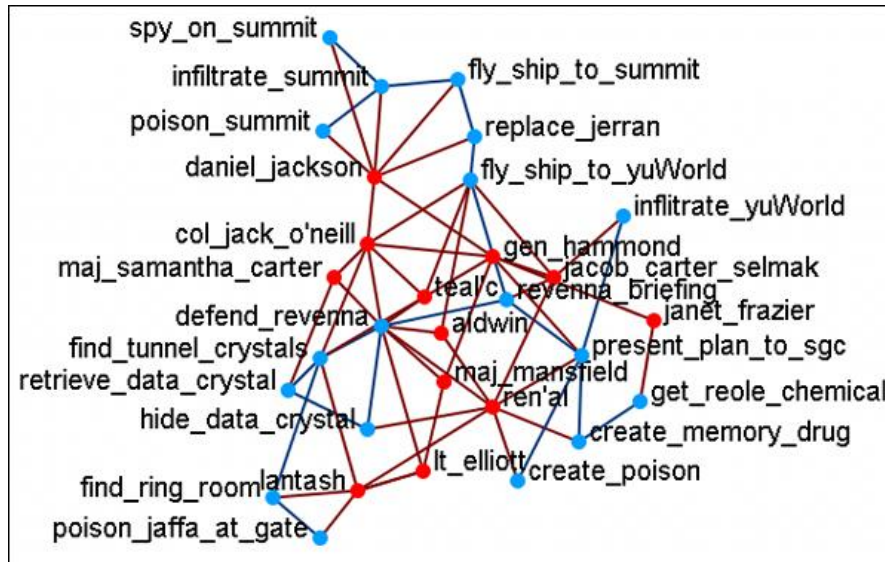 spy_on_summit
infiltrate_summit
fly_ship_to_summit
poison_summit
replace_jerran
daniel_jackson
fly_ship_to_yuWorld
inflitrate_yuWorld
col_jack_o'neill
gen_hammond
maj_samantha_carter
jacob_carter_selmak
teal'c
revenna_briefing
defend_revenna
aldwin
janet_frazier
find_tunnel_crystals
present_plan_to_sgc
retrieve_data_crystal
maj_mansfield
ren'al
get_reole_chemical
hide_data_crystal
create_memory_drug
lt_elliott
create_poison
find_ring_room
lantash
poison_jaffa_at_gate